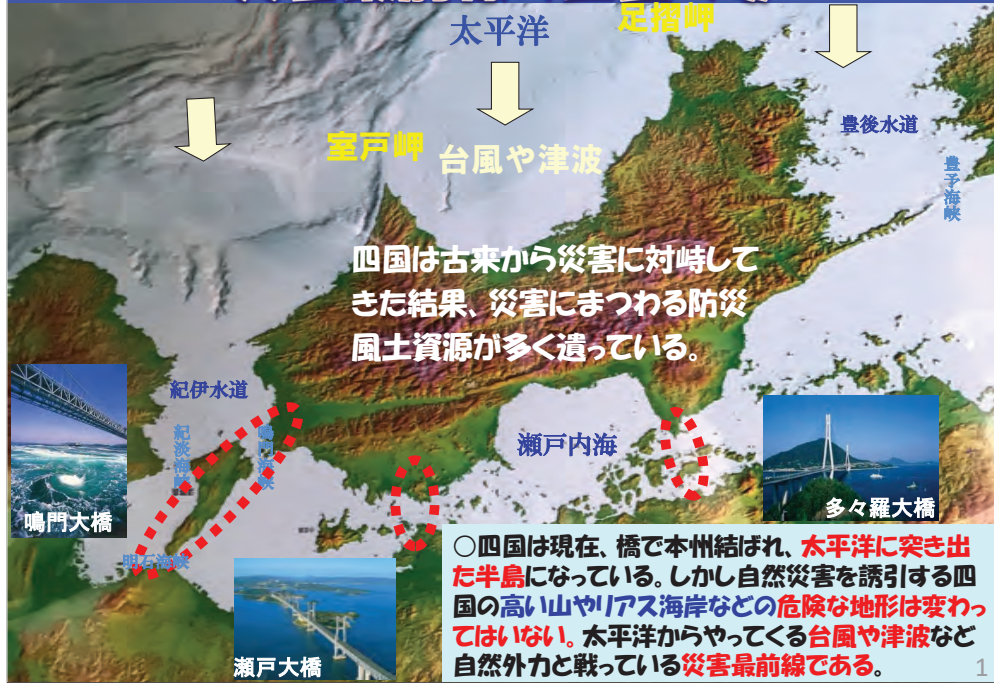 太平洋
足摺岬
豊後水道
室戸岬
台風や津波
豊予海峡
四国は古来から災害に対峙して
きた結果、災害にまつわる防災
風土資源が多く遺っている。
紀伊水道
紀淡海峡
鳴門海峡
瀬戸内海
鳴門大橋
多々羅大橋
明石海峡
瀬戸大橋
○四国は現在、橋で本州結ばれ、太平洋に突き出
た半島になっている。しかし自然災害を誘引する四
国の高い山やリアス海岸などの危険な地形は変わっ
てはいない。太平洋からやってくる台風や津波など
自然外力と戦っている災害最前線である。
1